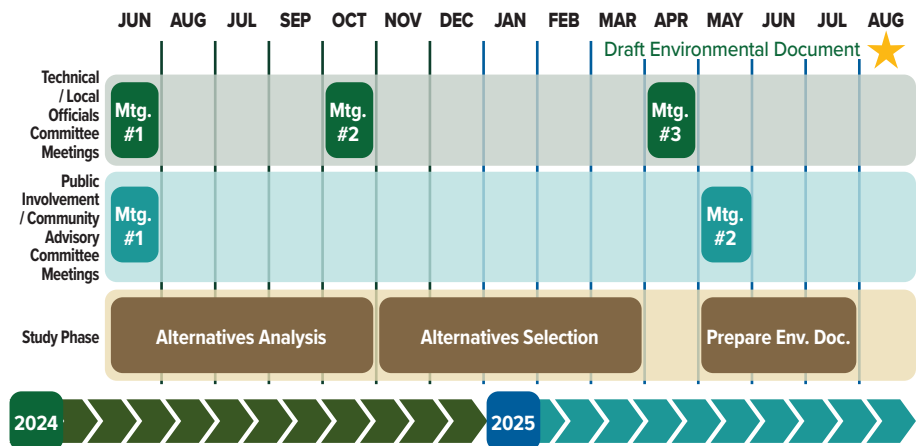 JUN AUG JUL SEP OCT NOV DEC JAN FEB MAR APR MAY JUN JUL AUG
Draft Environmental Document
Technical
/ Local
Officials
Committee
Meetings
Mtg.
#1
Mtg.
#2
Mtg.
#3
Public
Involvement
/ Community
Advisory
Committee
Meetings
Mtg.
#1
Mtg.
#2
Study Phase
Alternatives Analysis
Alternatives Selection
Prepare Env. Doc.
2024
2025